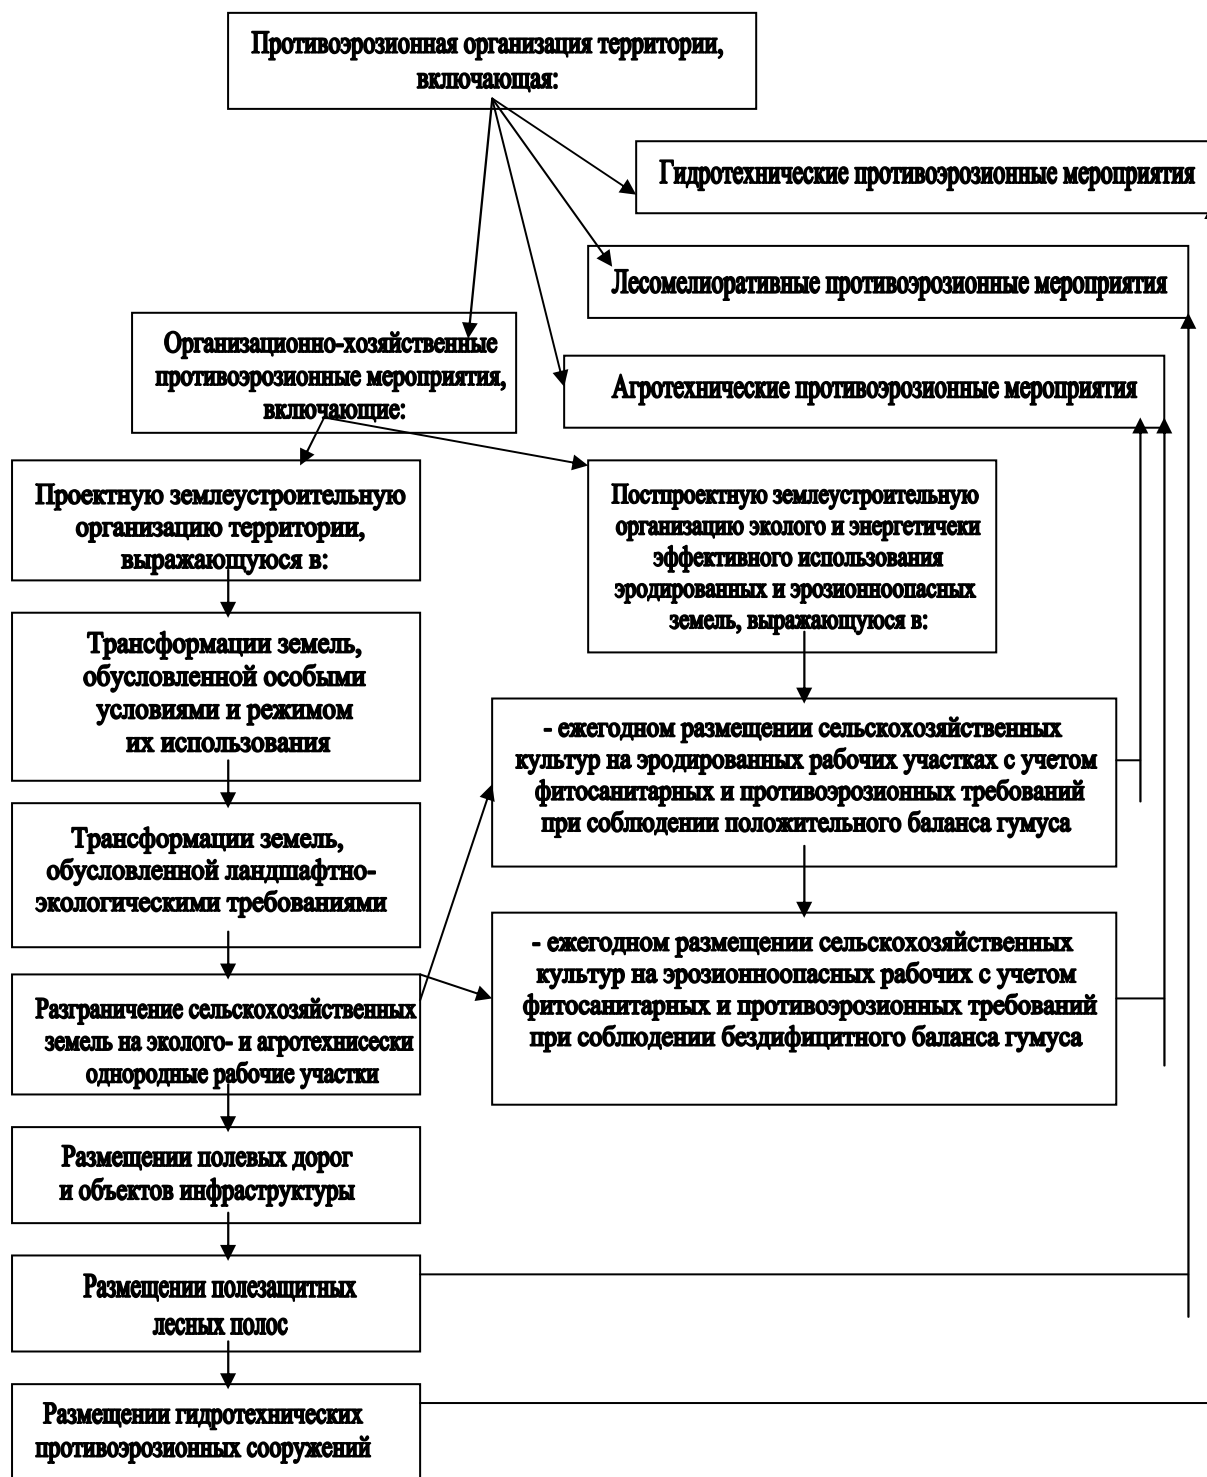 Противоэрозионная организация территории,
включающая:
Гидротехнические противоэрозионные мероприятия
Лесомелиоративные противоэрозионные мероприятия
Организационно-хозяйственные
противоэрозионные мероприятия,
включающие:
Агротехнические противоэрозионные мероприятия
Проектную землеустроительную
организацию территории,
выражающуюся в:
Постпроектную землеустроительную
организацию эколого и энергетичеки
эффективного использования
эродированных и эрозионноопасных
земель, выражающуюся в:
Трансформации земель,
обусловленной особыми
условиями и режимом
их использования
- ежегодном размещении сельскохозяйственных
культур на эродированных рабочих участках с учетом
фитосанитарных и противоэрозионных требований
при соблюдении положительного баланса гумуса
Трансформации земель,
обусловленной ландшафтно-
экологическими требованиями
- ежегодном размещении сельскохозяйственных
культур на эрозионноопасных рабочих с учетом
фитосанитарных и противоэрозионных требований
при соблюдении бездифицитного баланса гумуса
Разграничение сельскохозяйственных
земель на эколого- и агротехнисески
однородные рабочие участки
Размещении полевых дорог
и объектов инфраструктуры
Размещении полезащитных
лесных полос
Размещении гидротехнических
противоэрозионных сооружений